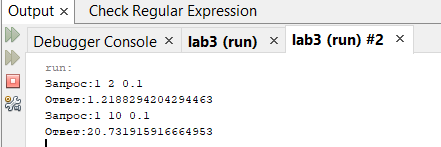 Output × Check Regular Expression
Debugger Console × lab3 (run) × lab3 (run) #2 ×
run:
Запрос:1 2 0.1
Ответ:1.2188294204294463
Запрос:1 10 0.1
Ответ:20.731915916664953